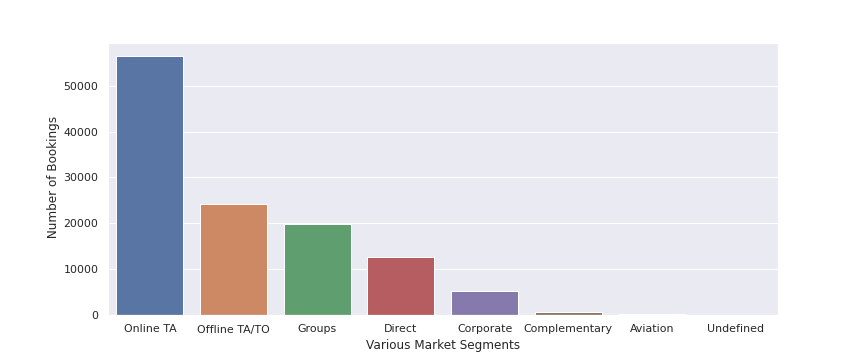 50000
40000
30000
20000
10000
0
Number of Bookings
Online TA
Offline TA/TO
Groups
Direct
Corporate
Complementary
Aviation
Undefined
Various Market Segments